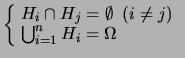 H_i ∩ H_j = ∅ (i ≠ j)
⋃_{i=1}^{n} H_i = Ω